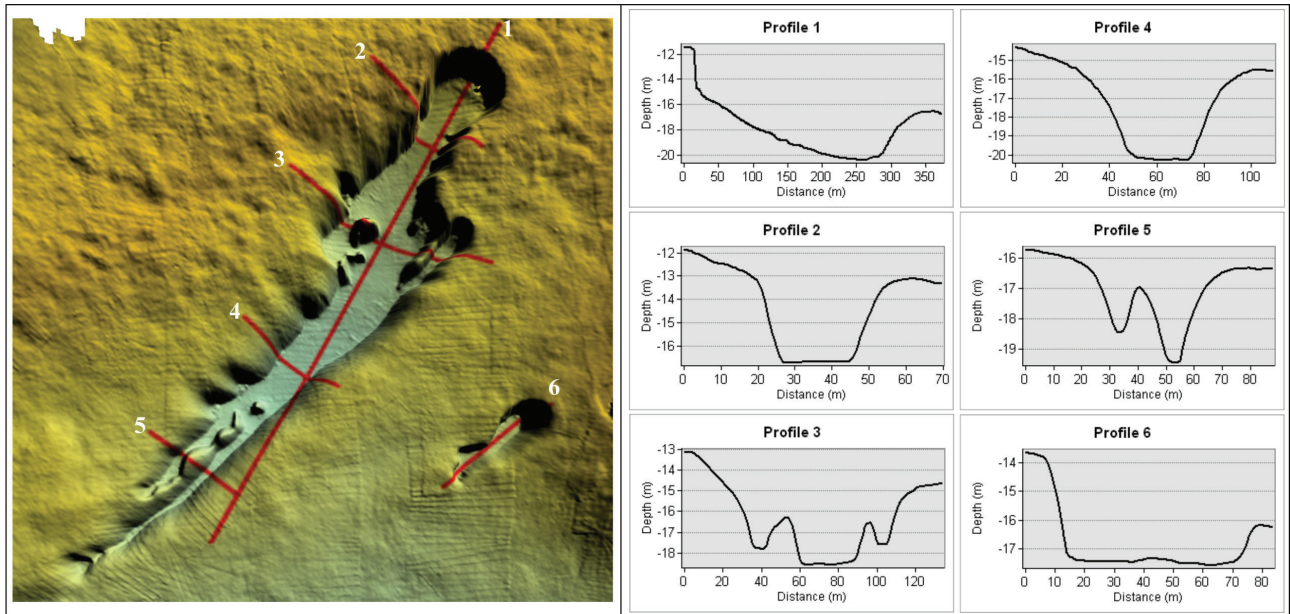 1
2
3
4
5
6
Profile 1
Depth (m)
-12
-14
-16
-18
-20
0 50 100 150 200 250 300 350
Distance (m)
Profile 4
Depth (m)
-15
-16
-17
-18
-19
-20
0 20 40 60 80 100
Distance (m)
Profile 2
Depth (m)
-12
-13
-14
-15
-16
0 10 20 30 40 50 60 70
Distance (m)
Profile 5
Depth (m)
-16
-17
-18
-19
0 10 20 30 40 50 60 70 80
Distance (m)
Profile 3
Depth (m)
-13
-14
-15
-16
-17
-18
0 20 40 60 80 100 120
Distance (m)
Profile 6
Depth (m)
-14
-15
-16
-17
0 10 20 30 40 50 60 70 80
Distance (m)